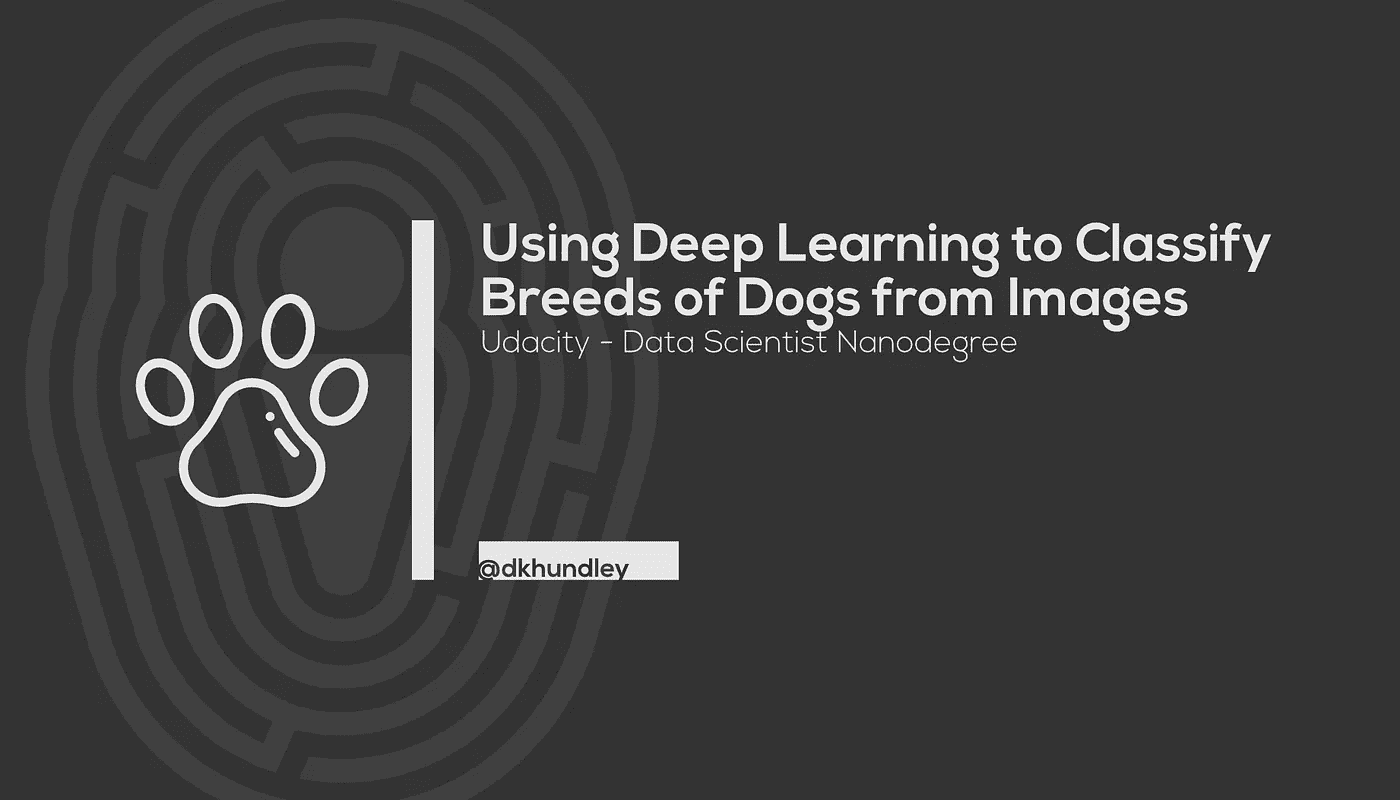 Using Deep Learning to Classify
Breeds of Dogs from Images
Udacity - Data Scientist Nanodegree
@dkhundley